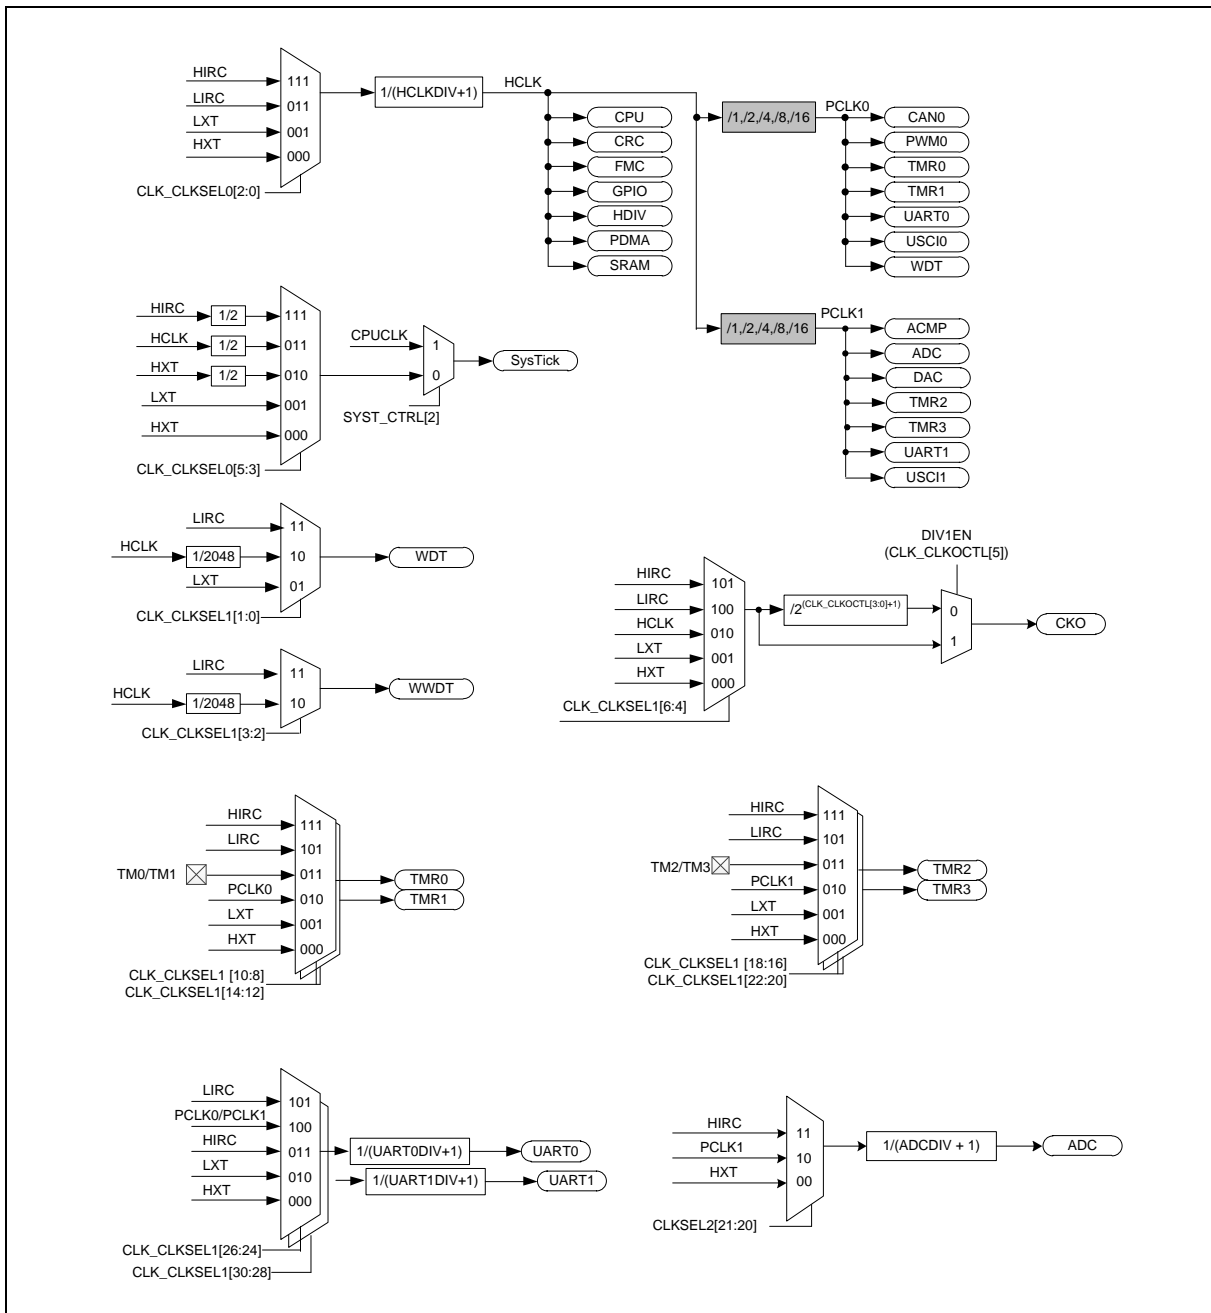 HIRC
LIRC
LXT
HXT
111
011
001
000
CLK_CLKSEL0[2:0]
1/(HCLKDIV+1)
HCLK
CPU
CRC
FMC
GPIO
HDIV
PDMA
SRAM
/1,/2,/4,/8,/16
PCLK0
CAN0
PWM0
TMR0
TMR1
UART0
USCI0
WDT
/1,/2,/4,/8,/16
PCLK1
ACMP
ADC
DAC
TMR2
TMR3
UART1
USCI1
HIRC
1/2
HCLK
1/2
HXT
1/2
LXT
HXT
111
011
010
001
000
CLK_CLKSEL0[5:3]
CPUCLK
1
0
SYST_CTRL[2]
SysTick
LIRC
HCLK
1/2048
LXT
11
10
01
CLK_CLKSEL1[1:0]
WDT
LIRC
HCLK
1/2048
11
10
CLK_CLKSEL1[3:2]
WWDT
HIRC
LIRC
HCLK
LXT
HXT
101
100
010
001
000
CLK_CLKSEL1[6:4]
/2(CLK_CLKOCTL[3:0]+1)
DIV1EN
(CLK_CLKOCTL[5])
0
1
CKO
HIRC
LIRC
TM0/TM1
PCLK0
LXT
HXT
111
101
011
010
001
000
CLK_CLKSEL1 [10:8]
CLK_CLKSEL1[14:12]
TMR0
TMR1
HIRC
LIRC
TM2/TM3
PCLK1
LXT
HXT
111
101
011
010
001
000
CLK_CLKSEL1 [18:16]
CLK_CLKSEL1[22:20]
TMR2
TMR3
LIRC
PCLK0/PCLK1
HIRC
LXT
HXT
101
100
011
010
000
CLK_CLKSEL1[26:24]
CLK_CLKSEL1[30:28]
1/(UART0DIV+1)
UART0
1/(UART1DIV+1)
UART1
HIRC
PCLK1
HXT
11
10
00
CLKSEL2[21:20]
1/(ADCDIV + 1)
ADC